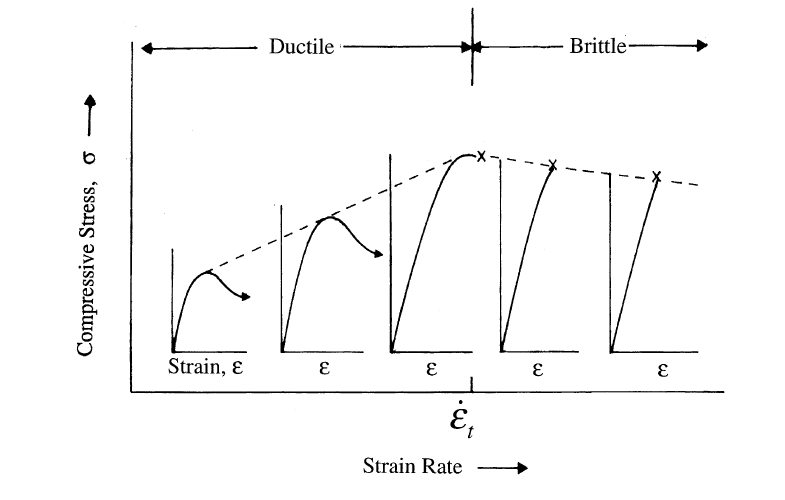 Ductile
Brittle
Compressive Stress, σ
x
x
x
Strain, ε
ε
ε
ε
ε
ε̇t
Strain Rate